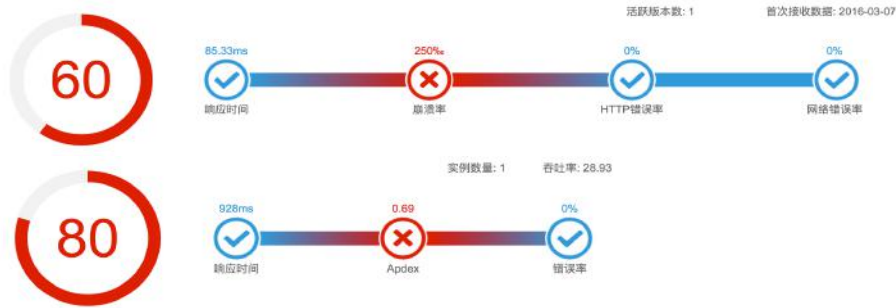 活跃版本数: 1 首次接收数据: 2016-03-07
60
85.33ms 250‰ 0% 0%
响应时间 崩溃率 HTTP错误率 网络错误率
实例数量: 1 吞吐率: 28.93
80
928ms 0.69 0%
响应时间 Apdex 错误率